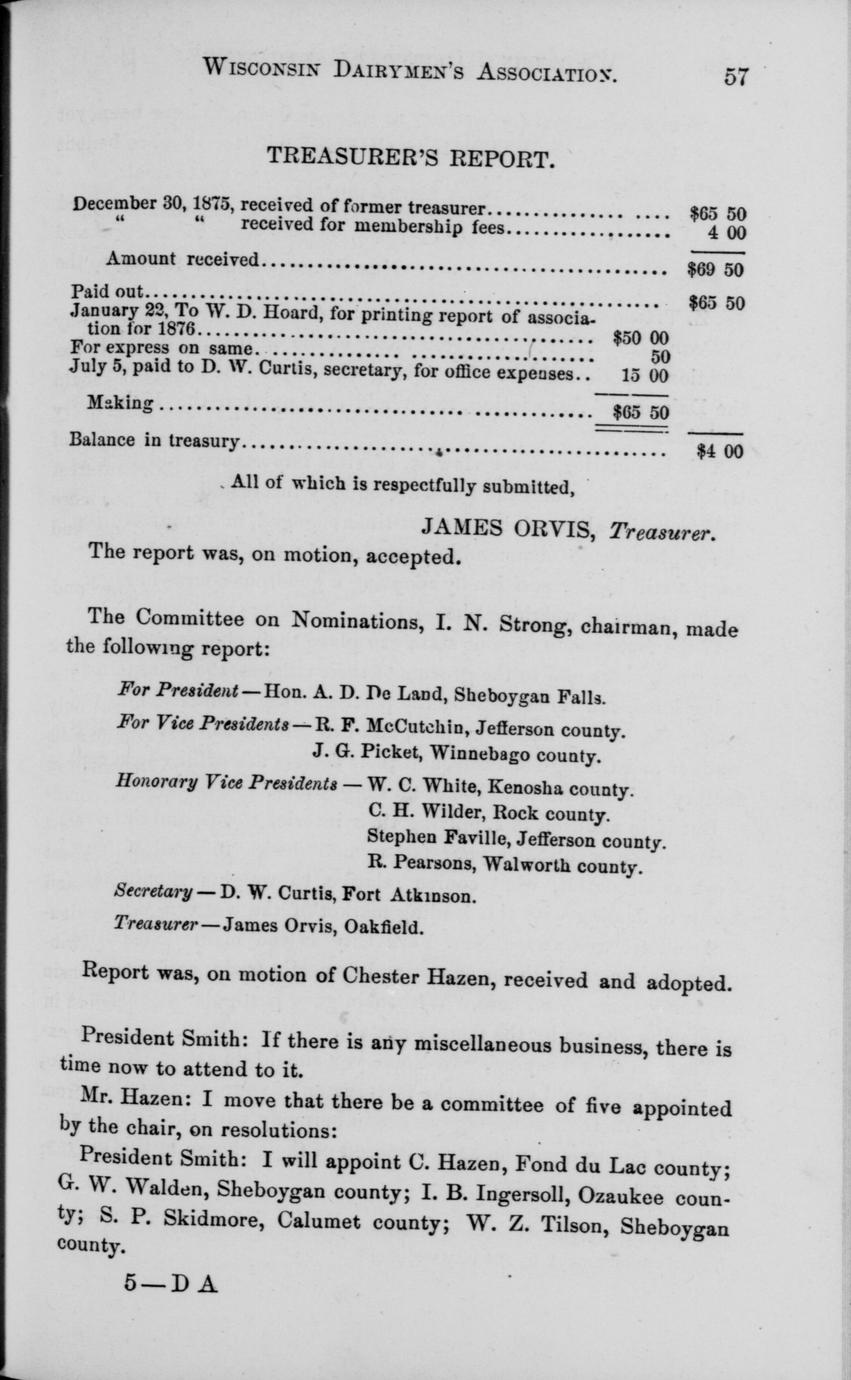 WISCONSIN DAIRYMEN'S ASSOCIATION. 57
TREASURER'S REPORT.
December 30, 1875, received of former treasurer.................. .... $65 50
“ “ received for membership fees.................. 4 00
Amount received............................................. $69 50
Paid out........................................................ $65 50
January 22, To W. D. Hoard, for printing report of associa-
tion for 1876............................................. $50 00
For express on same. .................................... 50
July 5, paid to D. W. Curtis, secretary, for office expenses.. 15 00
Making............................................... $65 50
Balance in treasury............................................. $4 00
All of which is respectfully submitted,
JAMES ORVIS, Treasurer.
The report was, on motion, accepted.
The Committee on Nominations, I. N. Strong, chairman, made
the following report:
For President—Hon. A. D. De Land, Sheboygan Falls.
For Vice Presidents—R. F. McCutchin, Jefferson county.
J. G. Picket, Winnebago county.
Honorary Vice Presidents — W. C. White, Kenosha county.
C. H. Wilder, Rock county.
Stephen Faville, Jefferson county.
R. Pearsons, Walworth county.
Secretary — D. W. Curtis, Fort Atkinson.
Treasurer—James Orvis, Oakfield.
Report was, on motion of Chester Hazen, received and adopted.
President Smith: If there is any miscellaneous business, there is
time now to attend to it.
Mr. Hazen: I move that there be a committee of five appointed
by the chair, on resolutions:
President Smith: I will appoint C. Hazen, Fond du Lac county;
G. W. Walden, Sheboygan county; I. B. Ingersoll, Ozaukee coun-
ty; S. P. Skidmore, Calumet county; W. Z. Tilson, Sheboygan
county.
5—D A